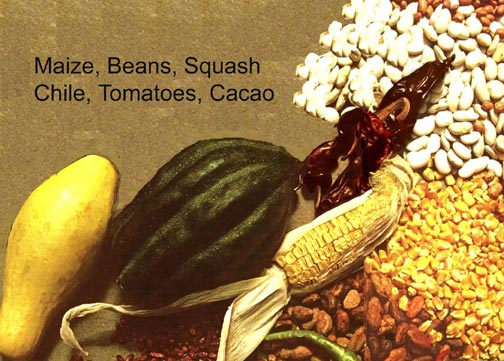 Maize, Beans, Squash
Chile, Tomatoes, Cacao